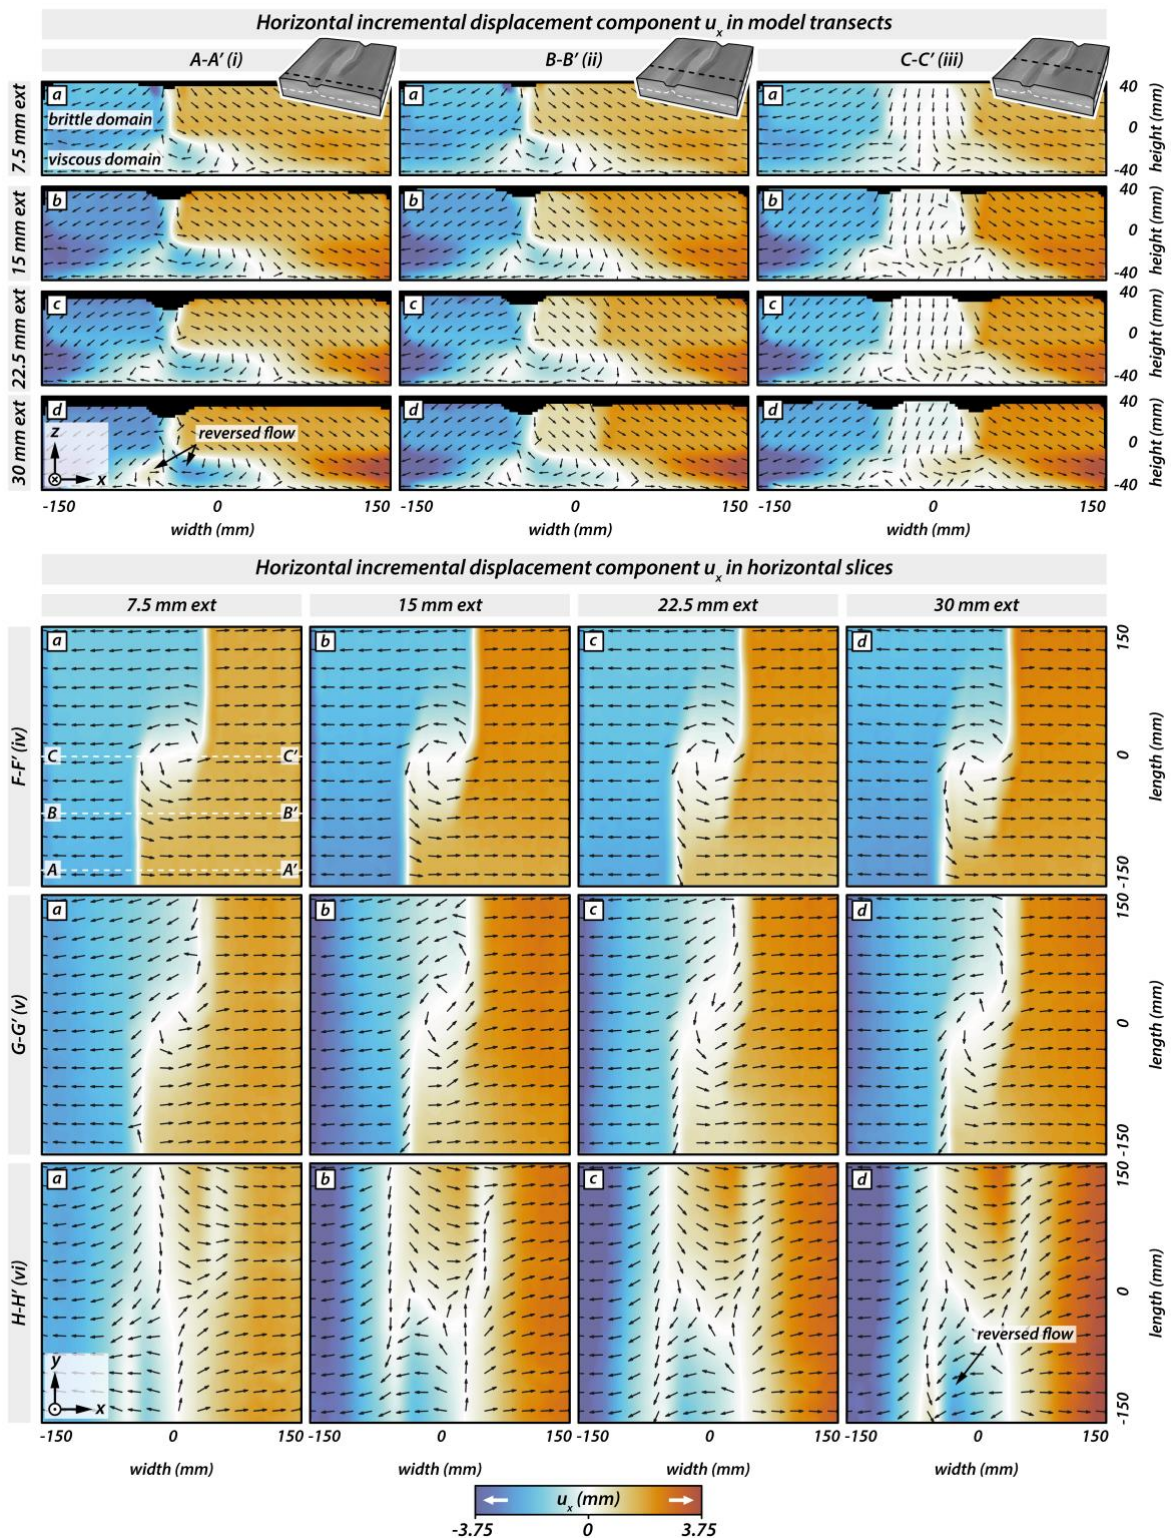 Horizontal incremental displacement component uₓ in model transects
A-A′ (i)
B-B′ (ii)
C-C′ (iii)
7.5 mm ext
a
brittle domain
viscous domain
a
a
40
0
-40
height (mm)
15 mm ext
b
b
b
40
0
-40
height (mm)
22.5 mm ext
c
c
c
40
0
-40
height (mm)
30 mm ext
d
reversed flow
z
x
d
d
40
0
-40
height (mm)
-150 0 150
width (mm)
-150 0 150
width (mm)
-150 0 150
width (mm)
Horizontal incremental displacement component uₓ in horizontal slices
7.5 mm ext
15 mm ext
22.5 mm ext
30 mm ext
F-F′ (iv)
a
C C′
B B′
A A′
b
c
d
150
0
-150
length (mm)
G-G′ (v)
a
b
c
d
150
0
-150
length (mm)
H-H′ (vi)
a
y
x
b
c
d
reversed flow
150
0
-150
length (mm)
-150 0 150
width (mm)
-150 0 150
width (mm)
-150 0 150
width (mm)
-150 0 150
width (mm)
uₓ (mm)
-3.75 0 3.75